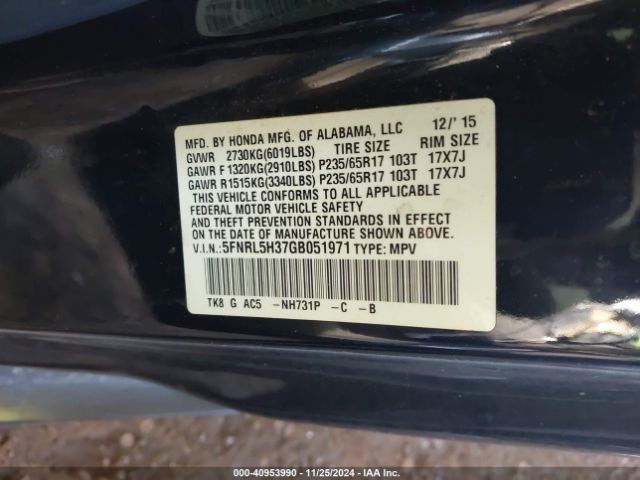 MFD. BY HONDA MFG. OF ALABAMA, LLC 12/'15
GVWR 2730KG(6019LBS) TIRE SIZE RIM SIZE
GAWR F 1320KG(2910LBS) P235/65R17 103T 17X7J
GAWR R1515KG(3340LBS) P235/65R17 103T 17X7J
THIS VEHICLE CONFORMS TO ALL APPLICABLE
FEDERAL MOTOR VEHICLE SAFETY
AND THEFT PREVENTION STANDARDS IN EFFECT
ON THE DATE OF MANUFACTURE SHOWN ABOVE.
V.I.N.:5FNRL5H37GB051971 TYPE: MPV
TK8 G AC5 -NH731P -C -B
000-40953990 - 11/25/2024 - IAA Inc.